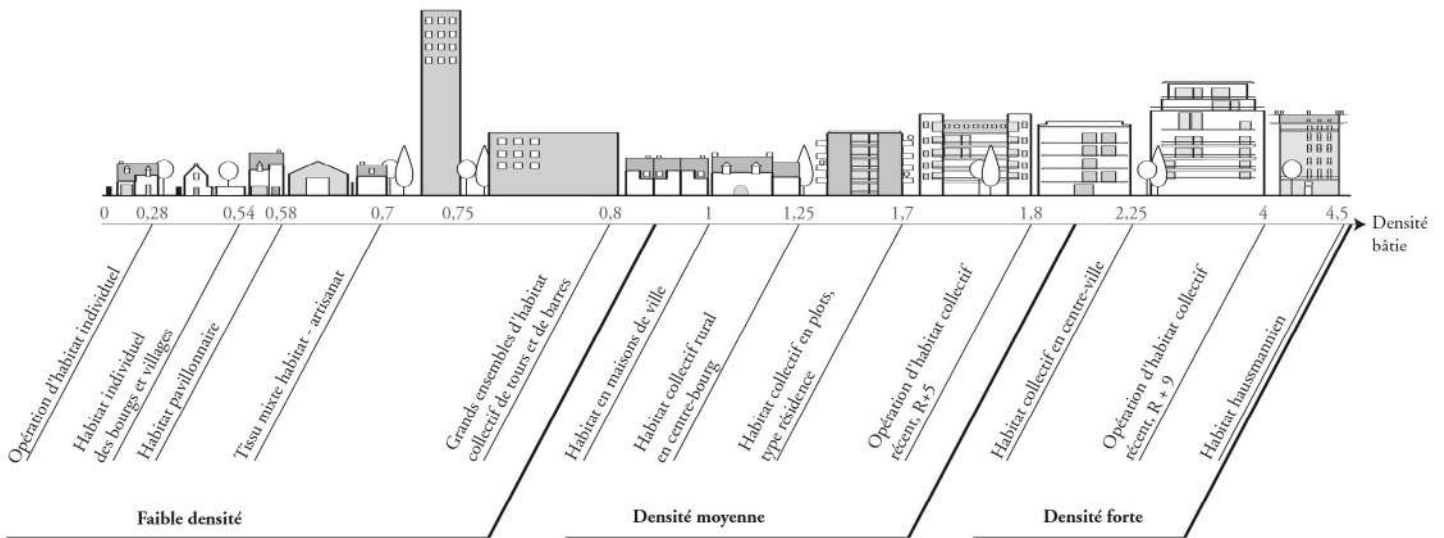 0
0,28
0,54
0,58
0,7
0,75
0,8
1
1,25
1,7
1,8
2,25
4
4,5
Densité
bâtie
Opération d'habitat individuel
Habitat individuel
des bourgs et villages
Habitat pavillonnaire
Tissu mixte habitat - artisanat
Grands ensembles d'habitat
collectif de tours et de barres
Habitat en maisons de ville
Habitat collectif rural
en centre-bourg
Habitat collectif en plots,
type résidence
Opération d'habitat collectif
récent, R+5
Habitat collectif en centre-ville
Opération d'habitat collectif
récent, R + 9
Habitat haussmannien
Faible densité
Densité moyenne
Densité forte